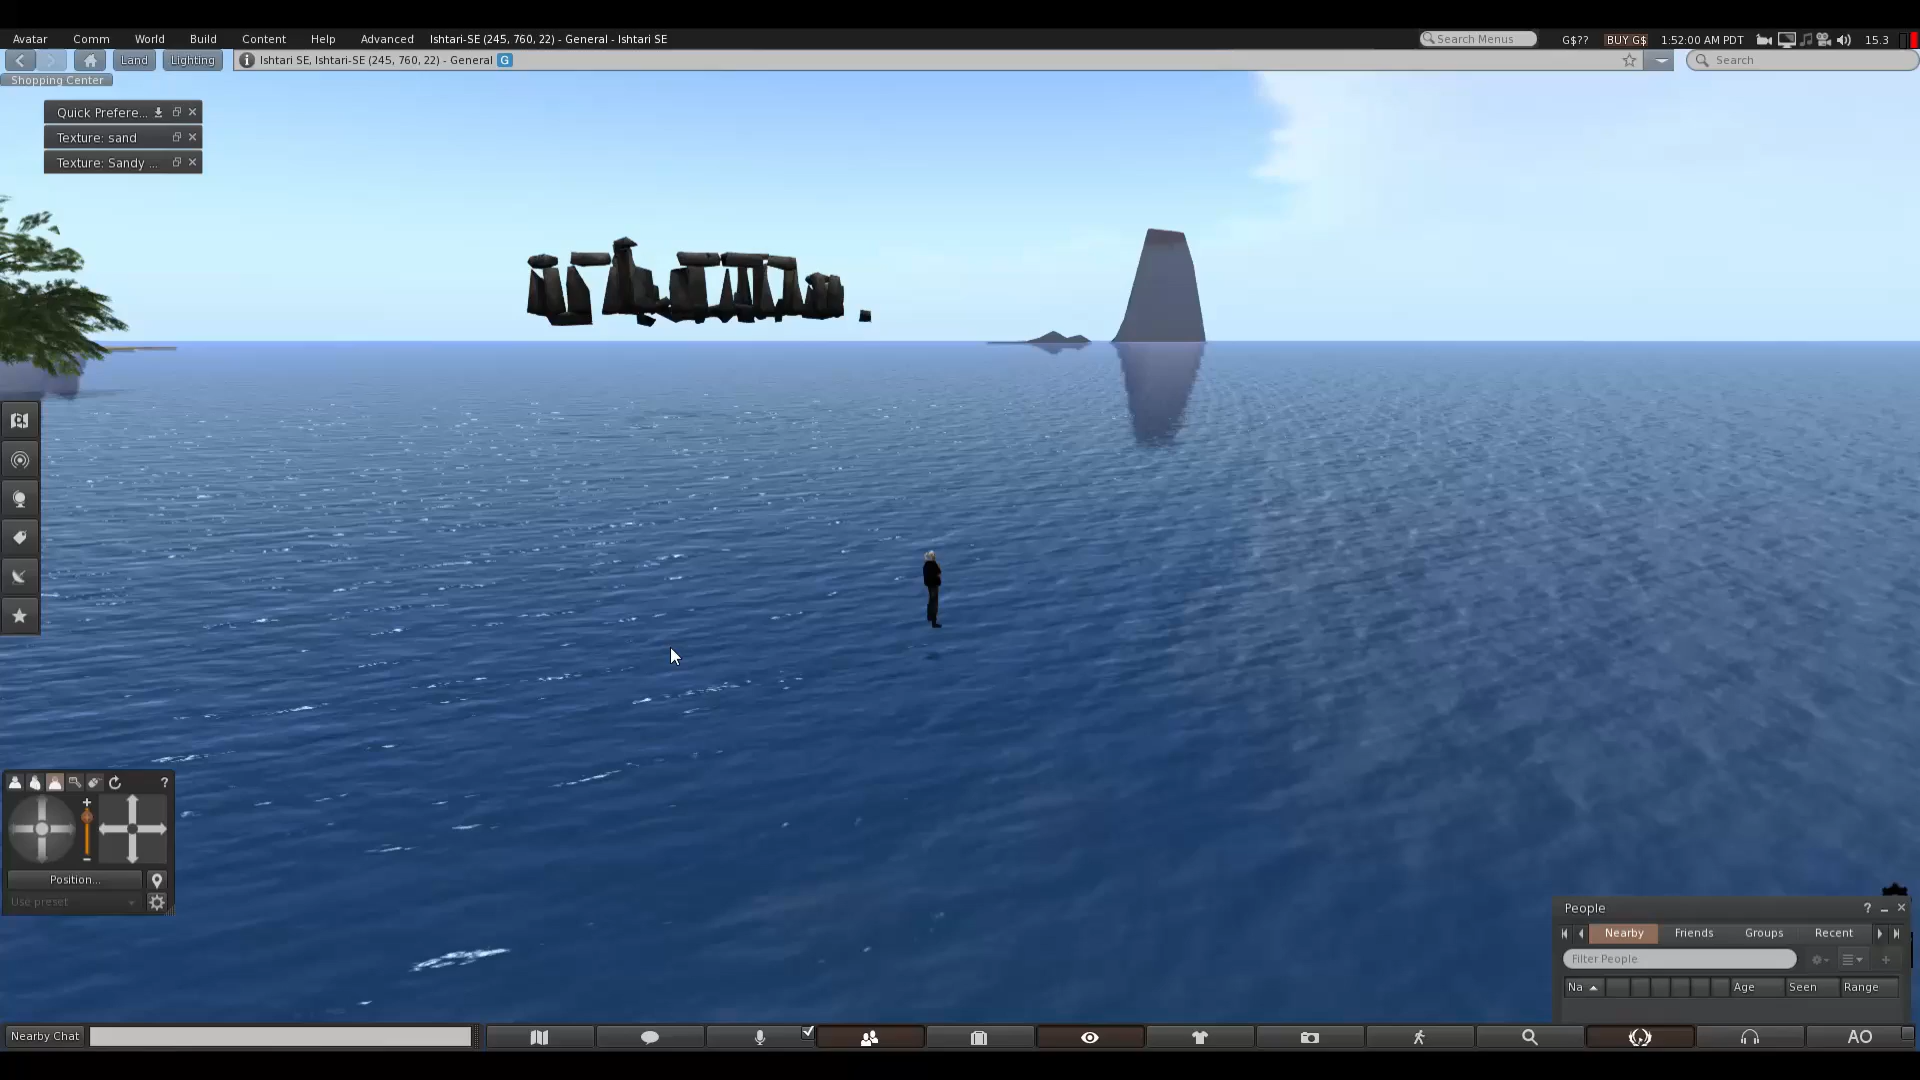 Avatar Comm World Build Content Help Advanced Ishtari-SE (245, 760, 22) - General - Ishtari SE Search Menus G$?? BUY G$ 1:52:00 AM PDT 15.3
Land Lighting Ishtari SE, Ishtari-SE (245, 760, 22) - General G Search
Shopping Center
Quick Prefere...
Texture: sand
Texture: Sandy ...
?
Position...
Use preset
People ?
Nearby Friends Groups Recent
Filter People
Na Age Seen Range
Nearby Chat AO